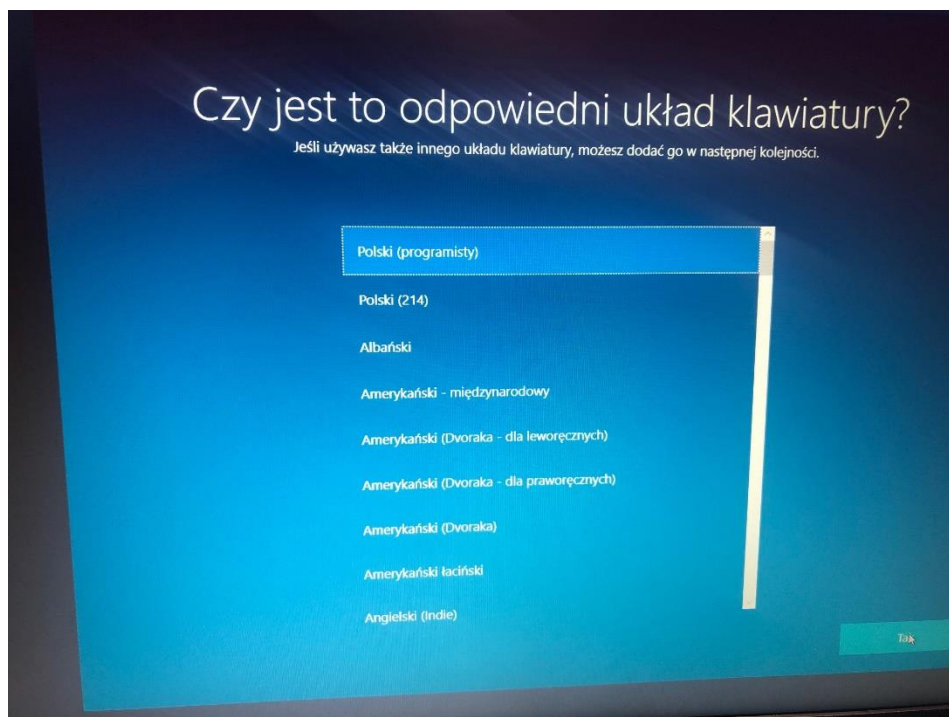 Czy jest to odpowiedni układ klawiatury?
Jeśli używasz także innego układu klawiatury, możesz dodać go w następnej kolejności.
Polski (programisty)
Polski (214)
Albański
Amerykański - międzynarodowy
Amerykański (Dvoraka - dla leworęcznych)
Amerykański (Dvoraka - dla praworęcznych)
Amerykański (Dvoraka)
Amerykański łaciński
Angielski (Indie)
Tak